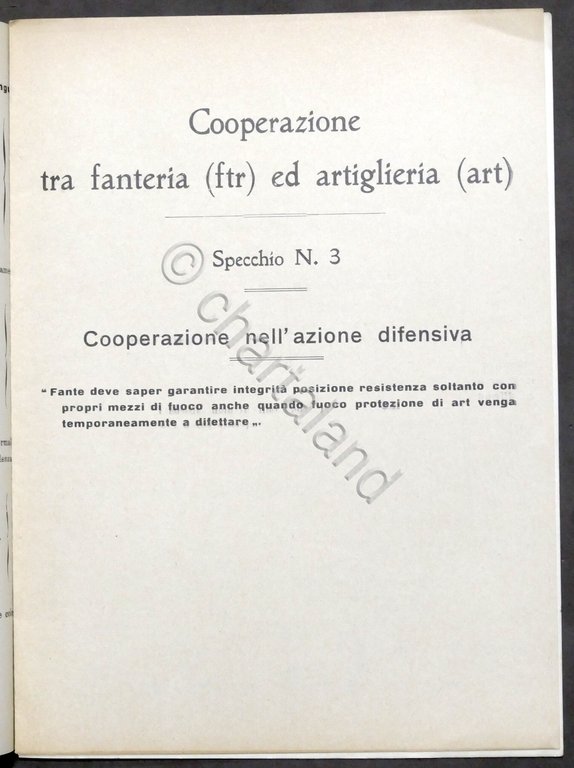 Cooperazione
tra fanteria (ftr) ed artiglieria (art)
Specchio N. 3
Cooperazione nell'azione difensiva
“ Fante deve saper garantire integrità posizione resistenza soltanto con
propri mezzi di fuoco anche quando fuoco protezione di art venga
temporaneamente a difettare „.
© chartaland